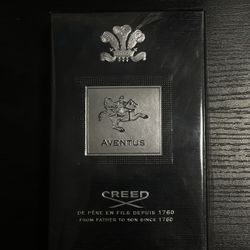 AVENTUS
CREED
DE PÈRE EN FILS DEPUIS 1760
FROM FATHER TO SON SINCE 1760